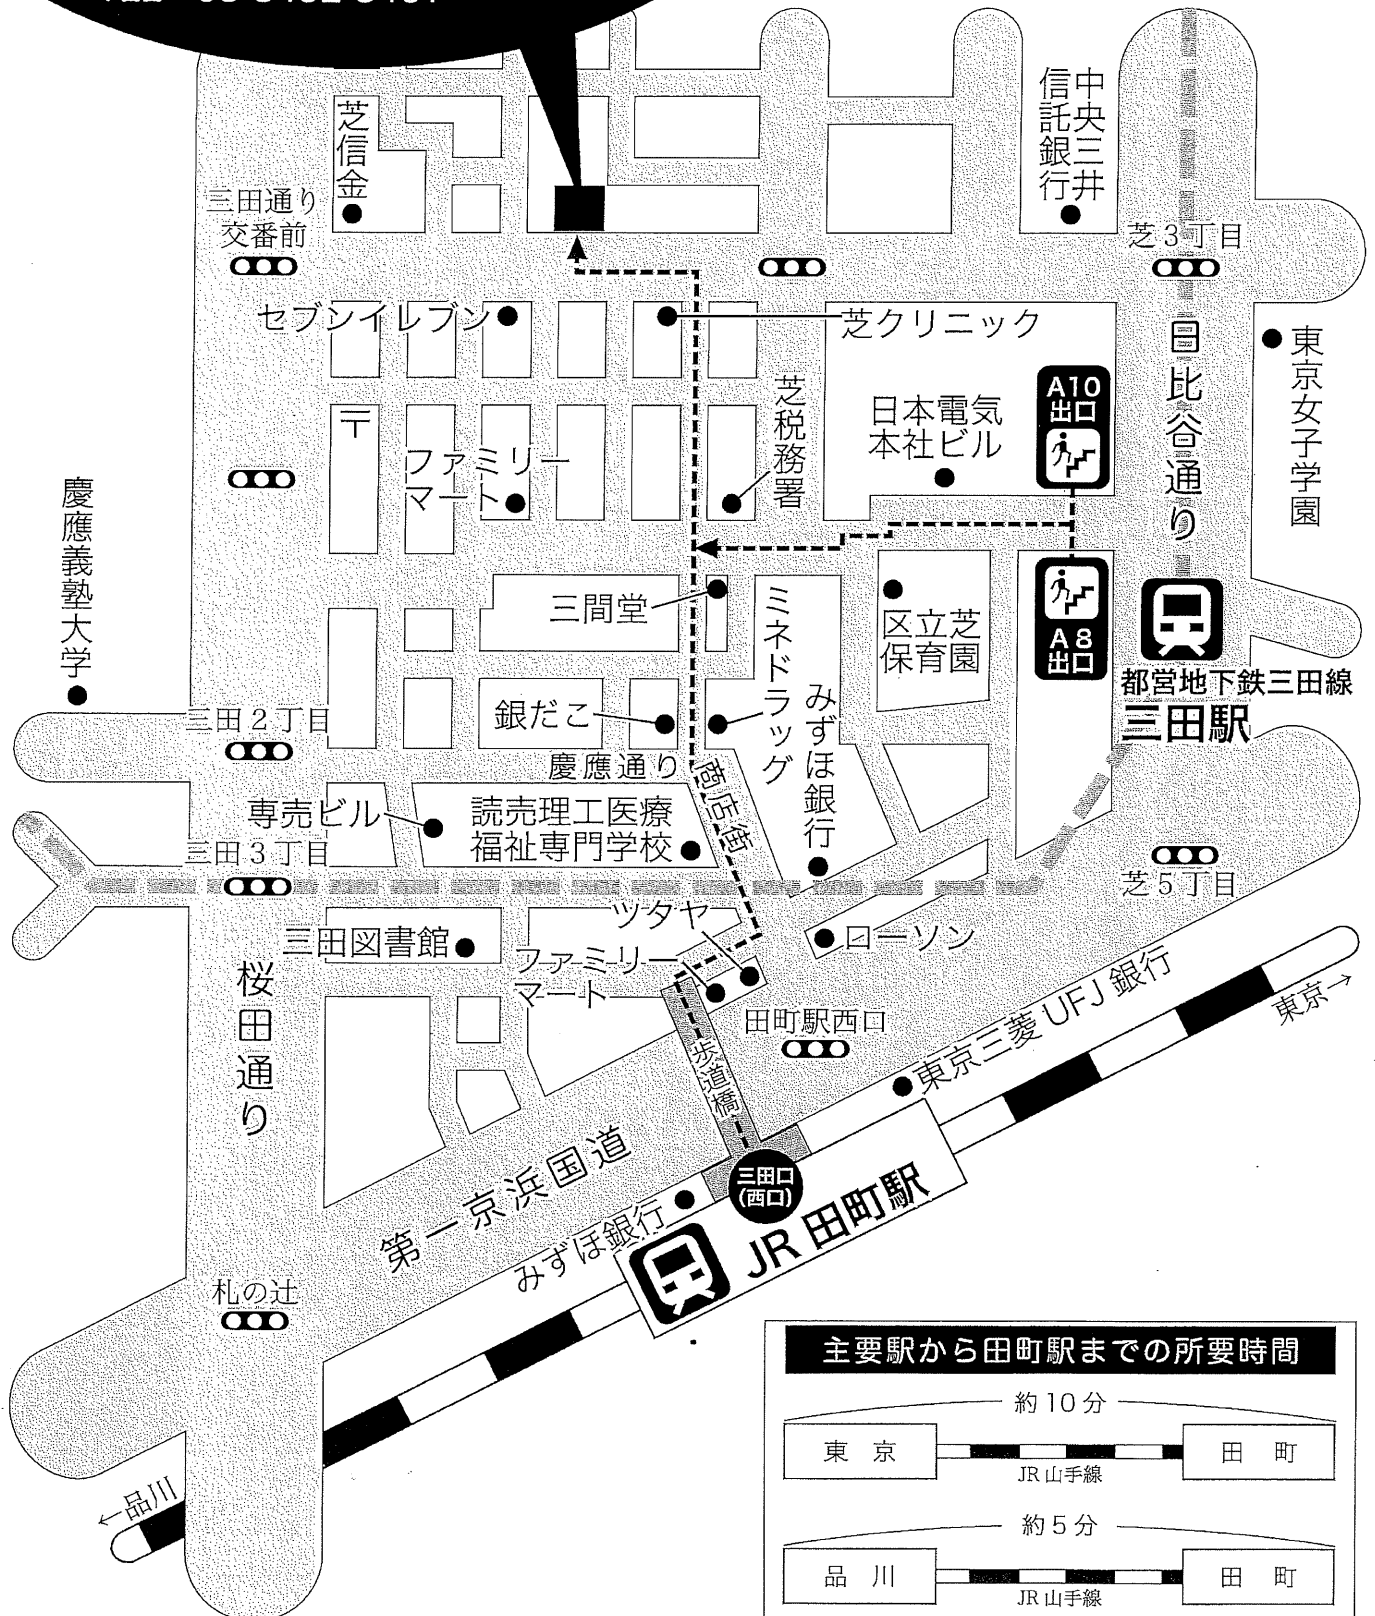 芝信金
中央三井
信託銀行
三田通り
交番前
芝3丁目
セブンイレブン
芝クリニック
東京女子学園
日比谷通り
A10
出口
日本電気
本社ビル
芝税務署
〒
ファミリー
マート
慶應義塾大学
三間堂
ミネドラッグ
区立芝
保育園
A8
出口
都営地下鉄三田線
三田駅
三田2丁目
銀だこ
みずほ銀行
慶應通り
商店街
専売ビル
読売理工医療
福祉専門学校
三田3丁目
芝5丁目
ツタヤ
三田図書館
ファミリー
マート
ローソン
桜田通り
田町駅西口
東京三菱UFJ銀行
東京→
歩道橋
第一京浜国道
三田口
(西口)
みずほ銀行
JR田町駅
札の辻
←品川
主要駅から田町駅までの所要時間
約10分
東京
田町
JR山手線
約5分
品川
田町
JR山手線